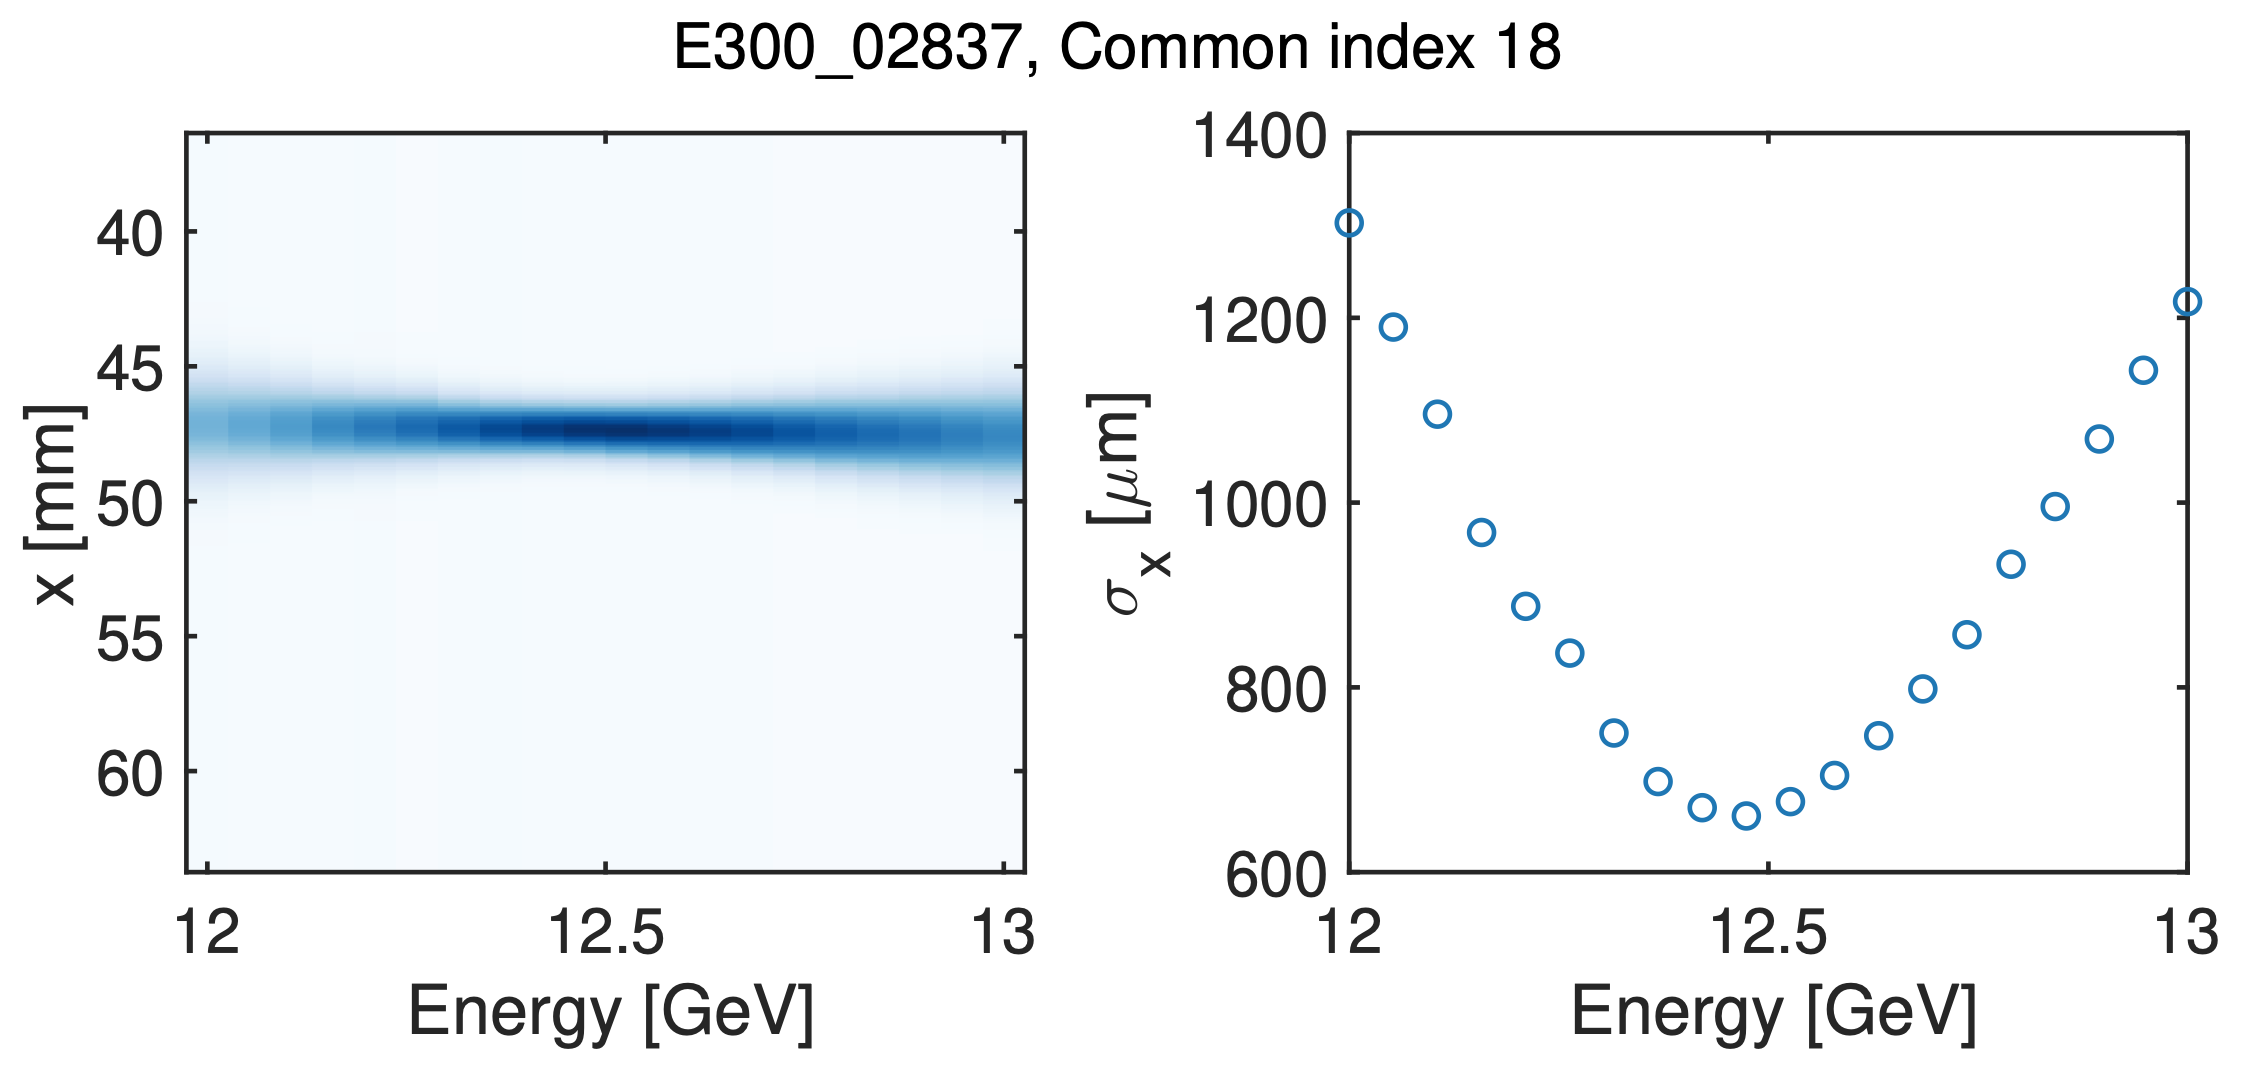 E300_02837, Common index 18
x [mm]
40
45
50
55
60
12 12.5 13
Energy [GeV]
σx [μm]
1400
1200
1000
800
600
12 12.5 13
Energy [GeV]